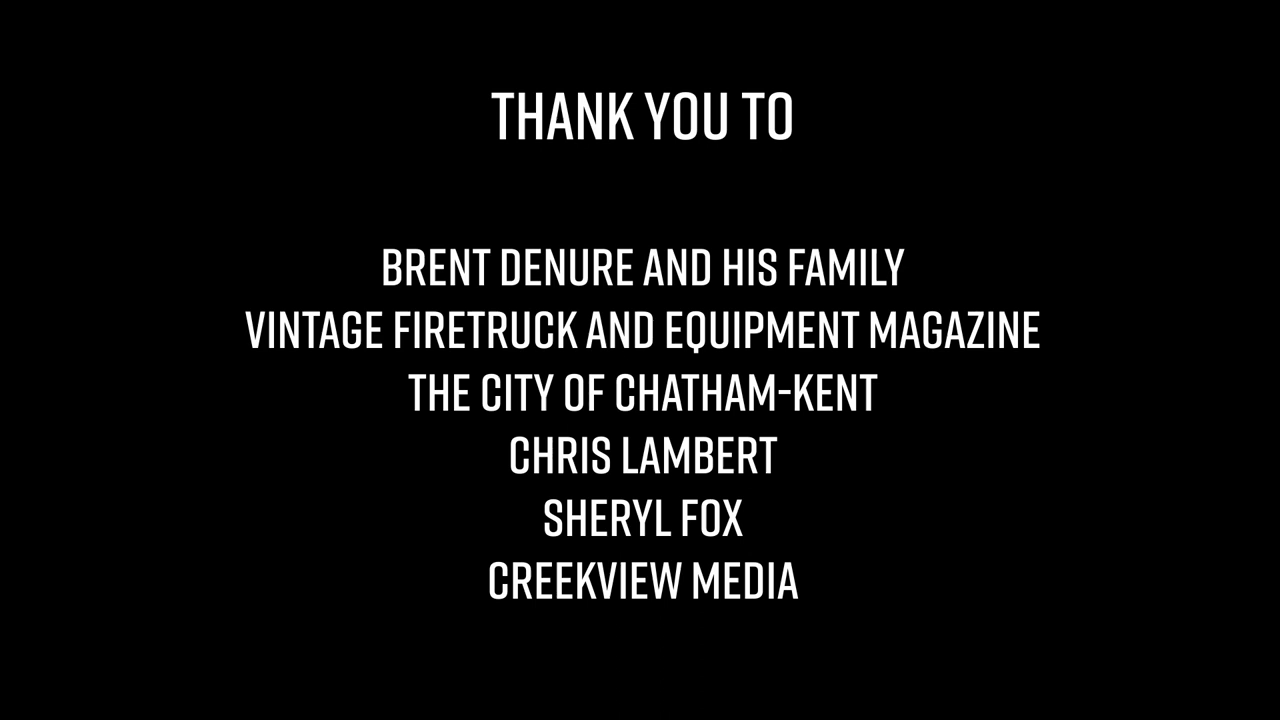 THANK YOU TO
BRENT DENURE AND HIS FAMILY
VINTAGE FIRETRUCK AND EQUIPMENT MAGAZINE
THE CITY OF CHATHAM-KENT
CHRIS LAMBERT
SHERYL FOX
CREEKVIEW MEDIA